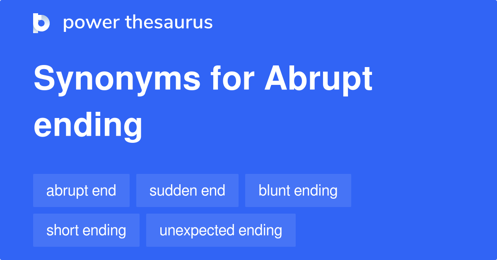 power thesaurus
Synonyms for Abrupt
ending
abrupt end sudden end blunt ending
short ending unexpected ending